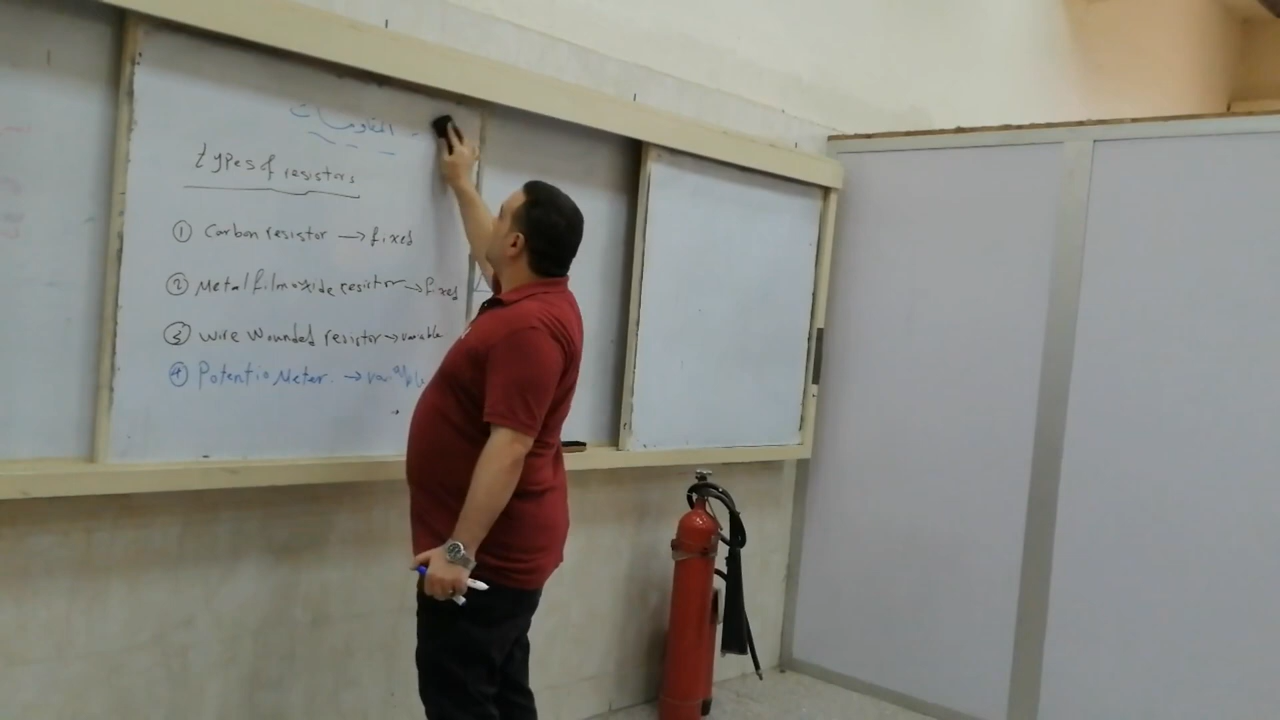 المقاومات -
types of resistors
① Carbon resistor → fixed
② Metal film oxide resistor → fixed
③ wire wounded resistor → variable
④ Potentio Meter. → variable